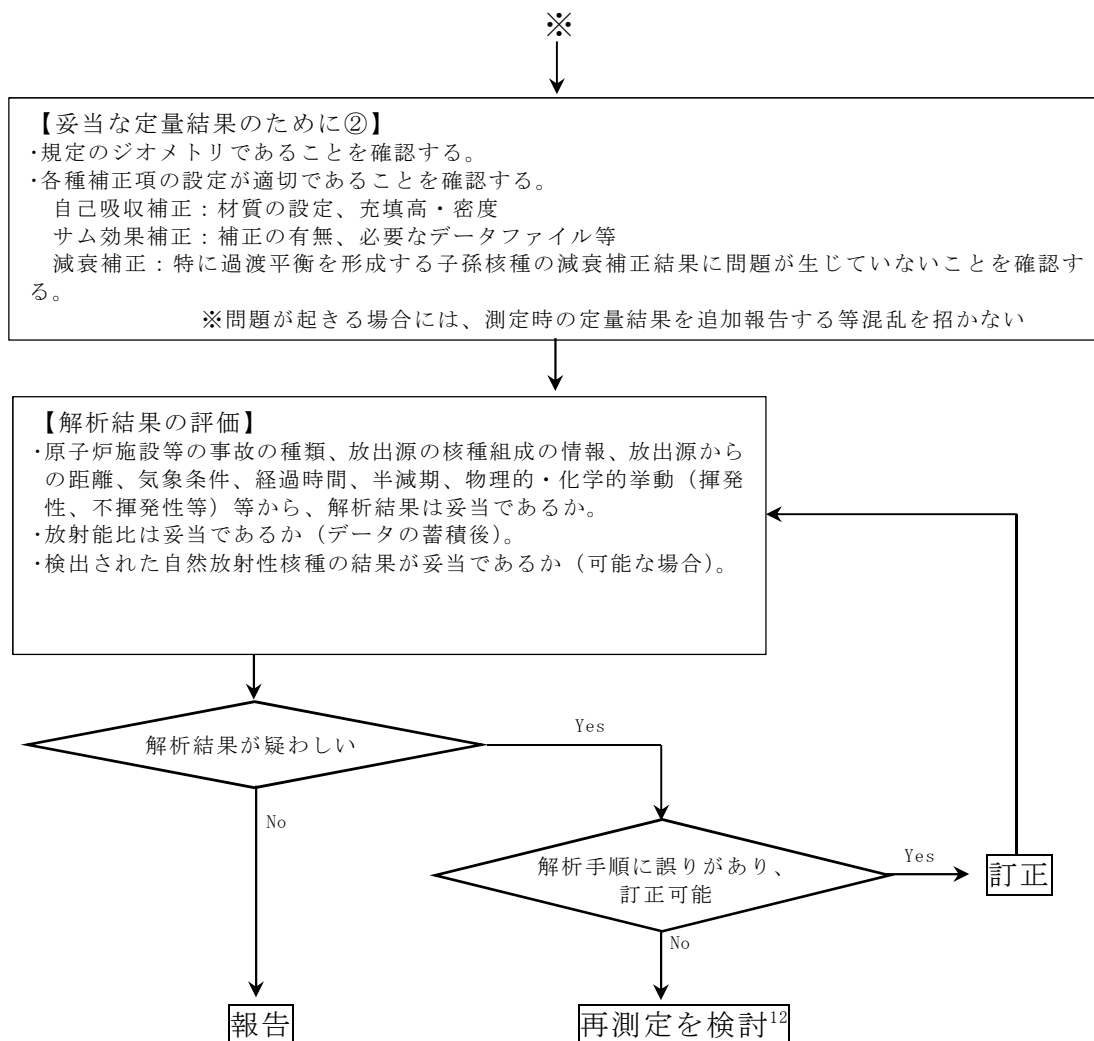 ※
【妥当な定量結果のために②】
・規定のジオメトリであることを確認する。
・各種補正項の設定が適切であることを確認する。
自己吸収補正：材質の設定、充填高・密度
サム効果補正：補正の有無、必要なデータファイル等
減衰補正：特に過渡平衡を形成する子孫核種の減衰補正結果に問題が生じていないことを確認す
る。
※問題が起きる場合には、測定時の定量結果を追加報告する等混乱を招かない
【解析結果の評価】
・原子炉施設等の事故の種類、放出源の核種組成の情報、放出源から
の距離、気象条件、経過時間、半減期、物理的・化学的挙動（揮発
性、不揮発性等）等から、解析結果は妥当であるか。
・放射能比は妥当であるか（データの蓄積後）。
・検出された自然放射性核種の結果が妥当であるか（可能な場合）。
解析結果が疑わしい
Yes
No
解析手順に誤りがあり、
訂正可能
Yes
訂正
No
報告
再測定を検討12